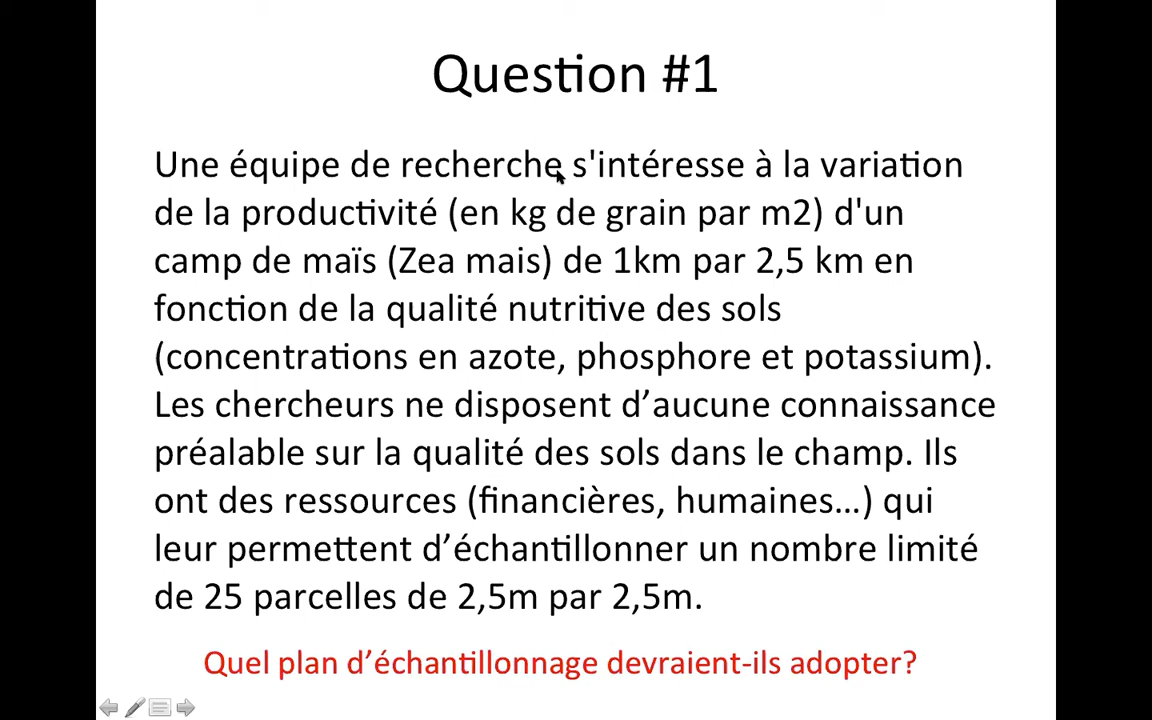 Question #1
Une équipe de recherche s'intéresse à la variation
de la productivité (en kg de grain par m2) d'un
camp de maïs (Zea mais) de 1km par 2,5 km en
fonction de la qualité nutritive des sols
(concentrations en azote, phosphore et potassium).
Les chercheurs ne disposent d’aucune connaissance
préalable sur la qualité des sols dans le champ. Ils
ont des ressources (financières, humaines…) qui
leur permettent d’échantillonner un nombre limité
de 25 parcelles de 2,5m par 2,5m.
Quel plan d’échantillonnage devraient-ils adopter?